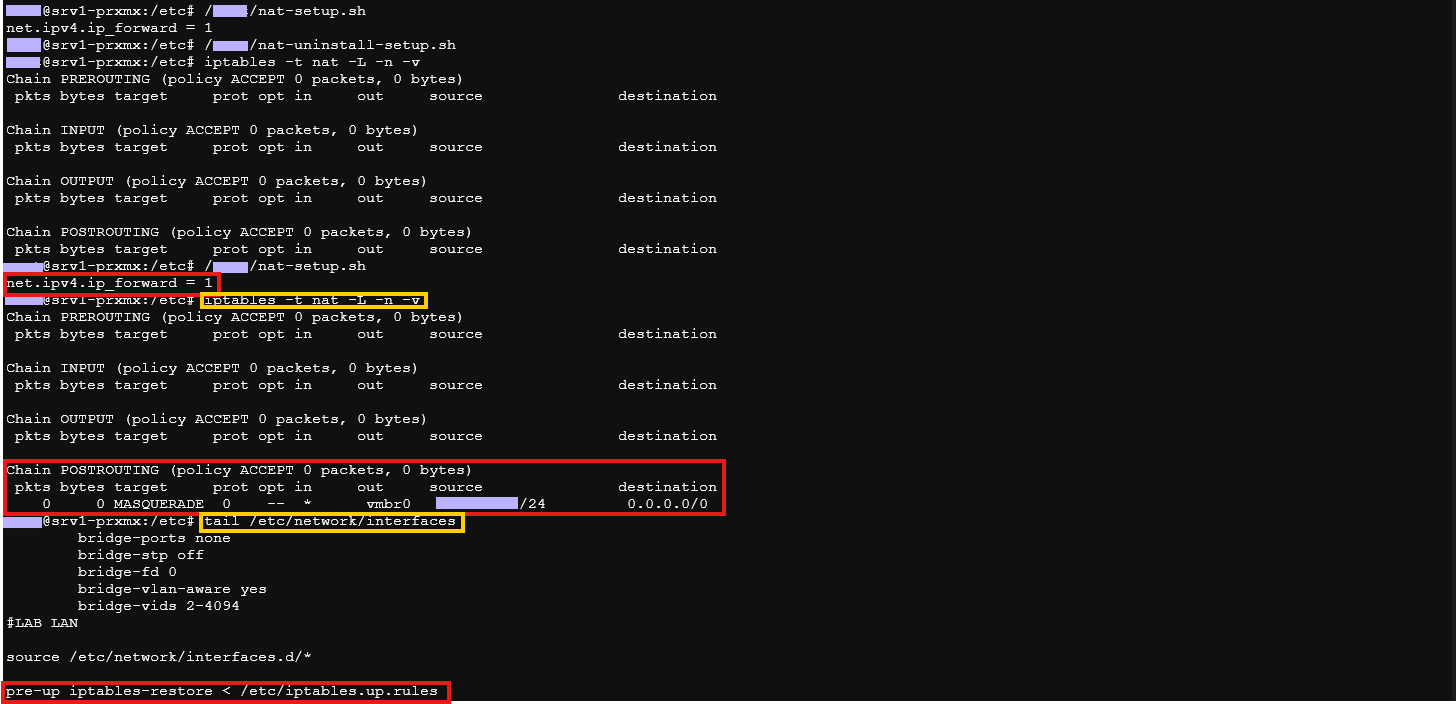 @srv1-prxmx:/etc# / /nat-setup.sh
net.ipv4.ip_forward = 1
@srv1-prxmx:/etc# / /nat-uninstall-setup.sh
@srv1-prxmx:/etc# iptables -t nat -L -n -v
Chain PREROUTING (policy ACCEPT 0 packets, 0 bytes)
pkts bytes target prot opt in out source destination
Chain INPUT (policy ACCEPT 0 packets, 0 bytes)
pkts bytes target prot opt in out source destination
Chain OUTPUT (policy ACCEPT 0 packets, 0 bytes)
pkts bytes target prot opt in out source destination
Chain POSTROUTING (policy ACCEPT 0 packets, 0 bytes)
pkts bytes target prot opt in out source destination
@srv1-prxmx:/etc# / /nat-setup.sh
net.ipv4.ip_forward = 1
@srv1-prxmx:/etc# iptables -t nat -L -n -v
Chain PREROUTING (policy ACCEPT 0 packets, 0 bytes)
pkts bytes target prot opt in out source destination
Chain INPUT (policy ACCEPT 0 packets, 0 bytes)
pkts bytes target prot opt in out source destination
Chain OUTPUT (policy ACCEPT 0 packets, 0 bytes)
pkts bytes target prot opt in out source destination
Chain POSTROUTING (policy ACCEPT 0 packets, 0 bytes)
pkts bytes target prot opt in out source destination
0 0 MASQUERADE 0 -- * vmbr0 /24 0.0.0.0/0
@srv1-prxmx:/etc# tail /etc/network/interfaces
bridge-ports none
bridge-stp off
bridge-fd 0
bridge-vlan-aware yes
bridge-vids 2-4094
#LAB LAN
source /etc/network/interfaces.d/*
pre-up iptables-restore < /etc/iptables.up.rules